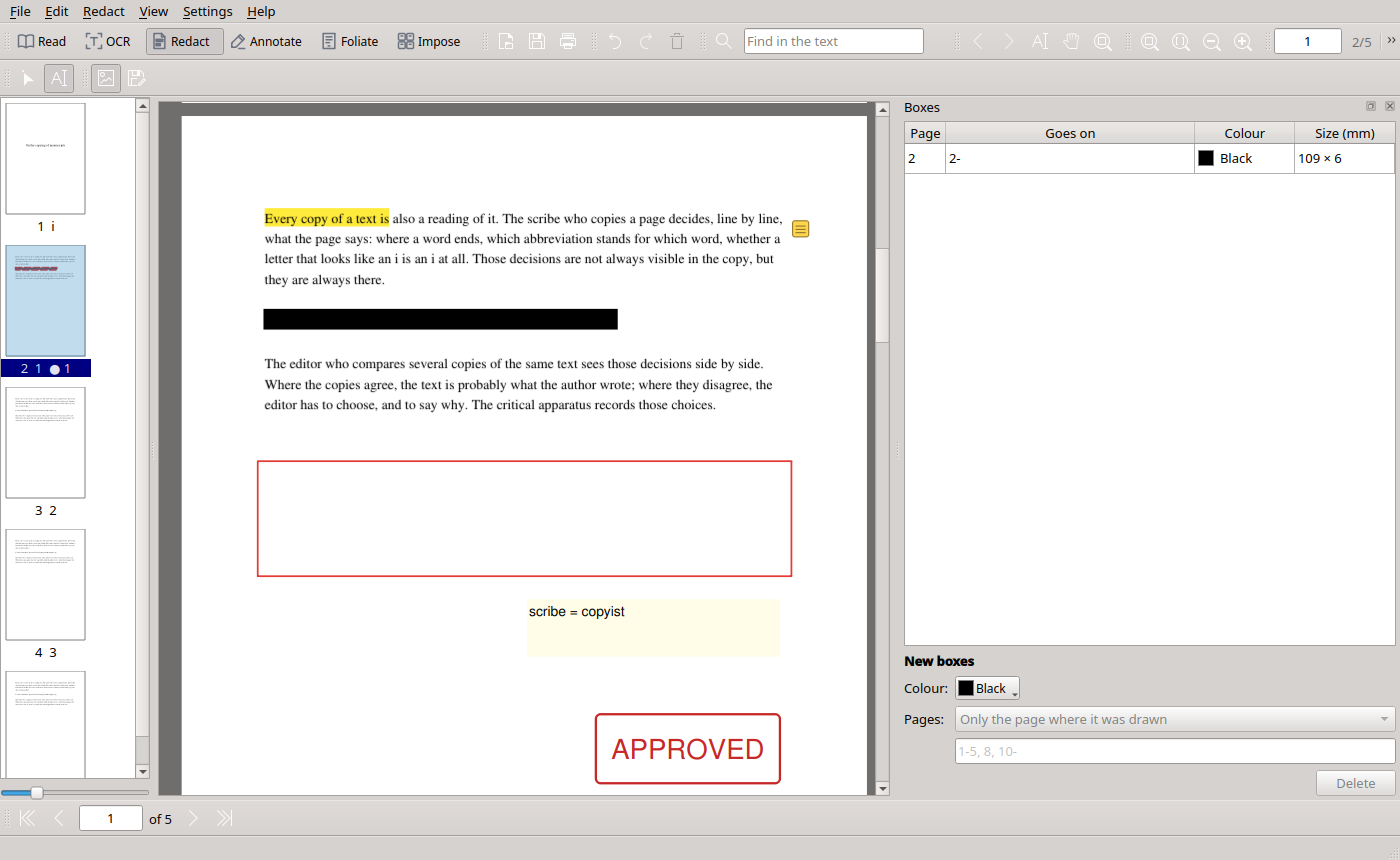 File Edit Redact View Settings Help
Read OCR Redact Annotate Foliate Impose Find in the text 1 2/5 »
Boxes
Page Goes on Colour Size (mm)
2 2- Black 109 × 6
1 i
2 1 1
3 2
4 3
Every copy of a text is also a reading of it. The scribe who copies a page decides, line by line,
what the page says: where a word ends, which abbreviation stands for which word, whether a
letter that looks like an i is an i at all. Those decisions are not always visible in the copy, but
they are always there.
The editor who compares several copies of the same text sees those decisions side by side.
Where the copies agree, the text is probably what the author wrote; where they disagree, the
editor has to choose, and to say why. The critical apparatus records those choices.
scribe = copyist
APPROVED
New boxes
Colour: Black
Pages: Only the page where it was drawn
1-5, 8, 10-
Delete
1 of 5